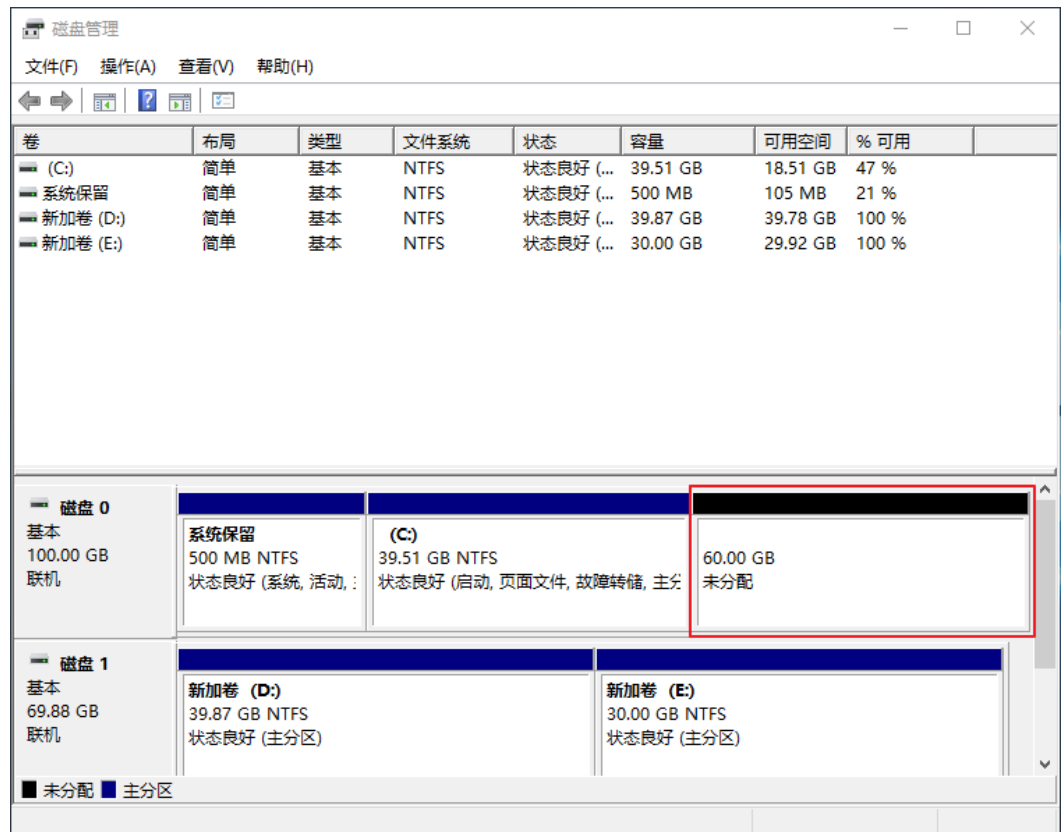 磁盘管理
文件(F) 操作(A) 查看(V) 帮助(H)
卷 布局 类型 文件系统 状态 容量 可用空间 % 可用
(C:) 简单 基本 NTFS 状态良好 (... 39.51 GB 18.51 GB 47 %
系统保留 简单 基本 NTFS 状态良好 (... 500 MB 105 MB 21 %
新加卷 (D:) 简单 基本 NTFS 状态良好 (... 39.87 GB 39.78 GB 100 %
新加卷 (E:) 简单 基本 NTFS 状态良好 (... 30.00 GB 29.92 GB 100 %
磁盘 0
基本
100.00 GB
联机
系统保留
500 MB NTFS
状态良好 (系统, 活动,
(C:)
39.51 GB NTFS
状态良好 (启动, 页面文件, 故障转储, 主分
60.00 GB
未分配
磁盘 1
基本
69.88 GB
联机
新加卷 (D:)
39.87 GB NTFS
状态良好 (主分区)
新加卷 (E:)
30.00 GB NTFS
状态良好 (主分区)
未分配 主分区